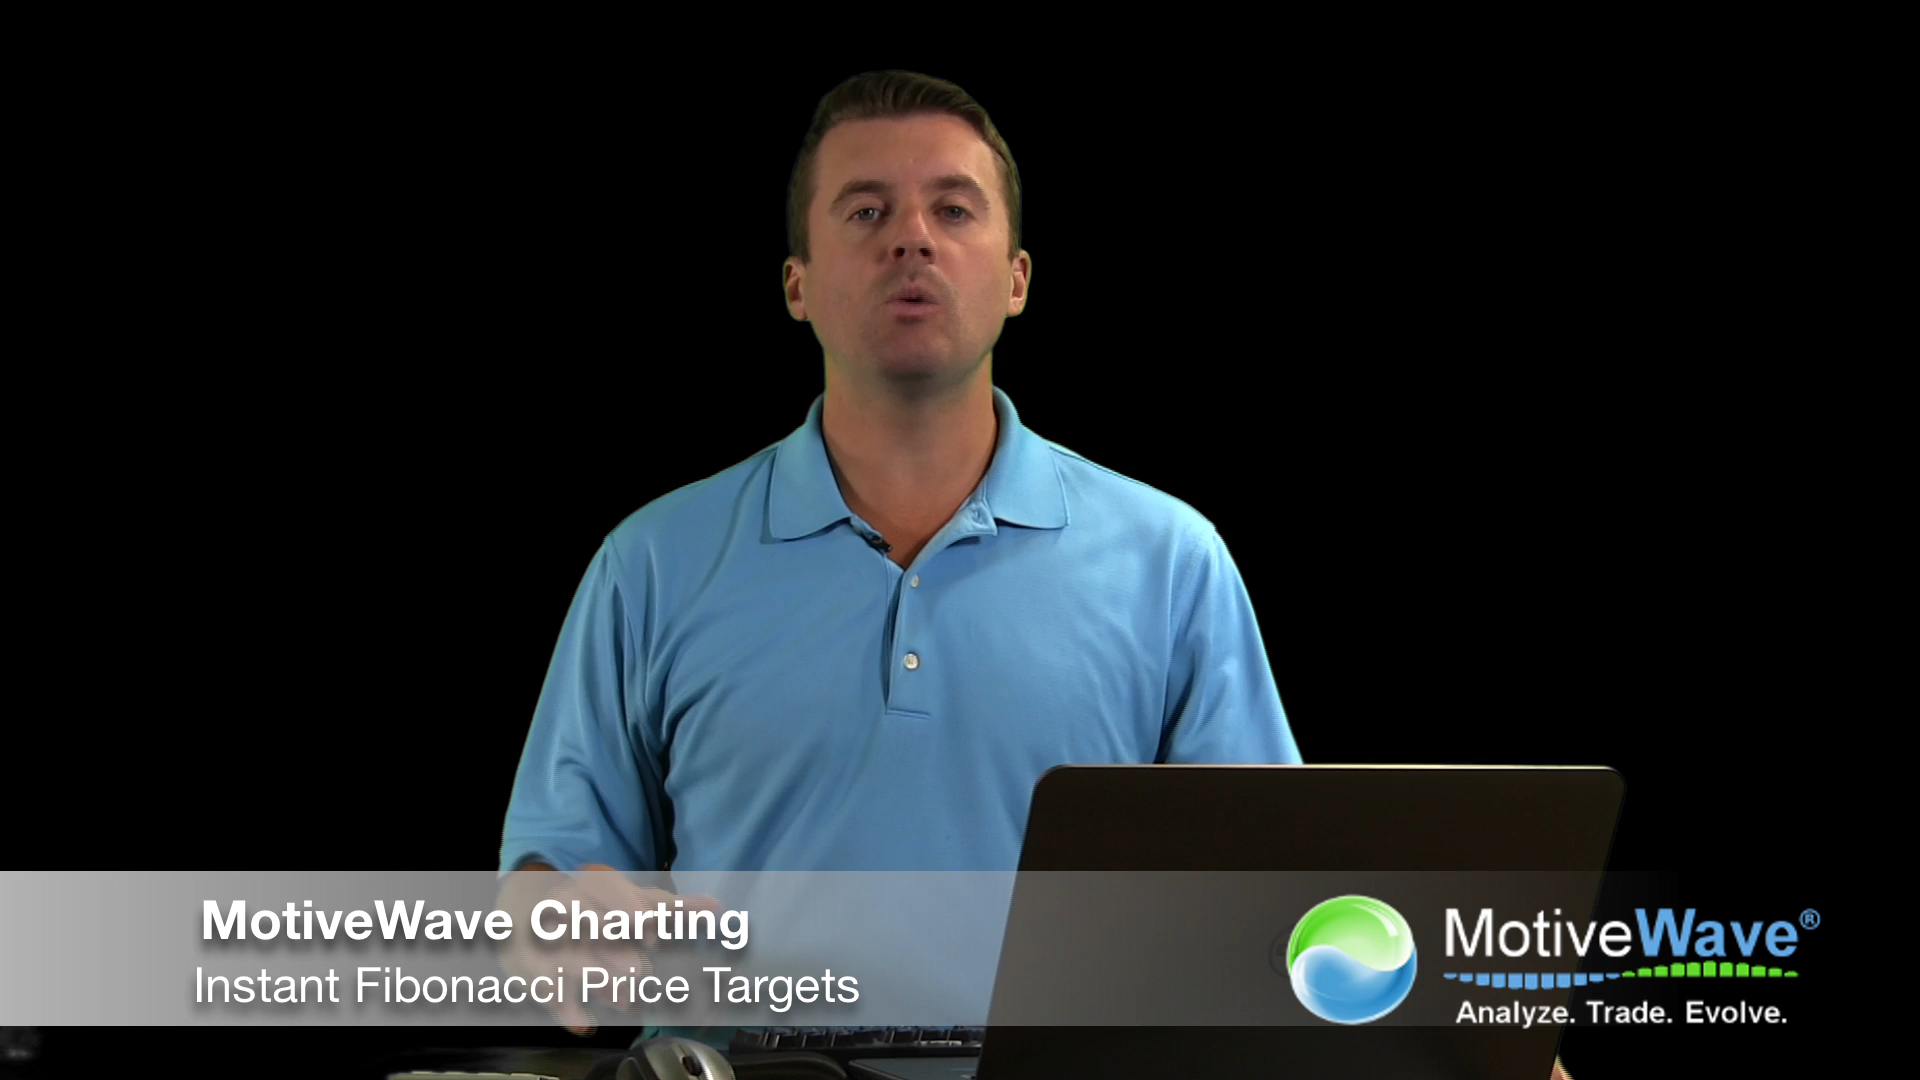 MotiveWave Charting
Instant Fibonacci Price Targets
MotiveWave®
Analyze. Trade. Evolve.